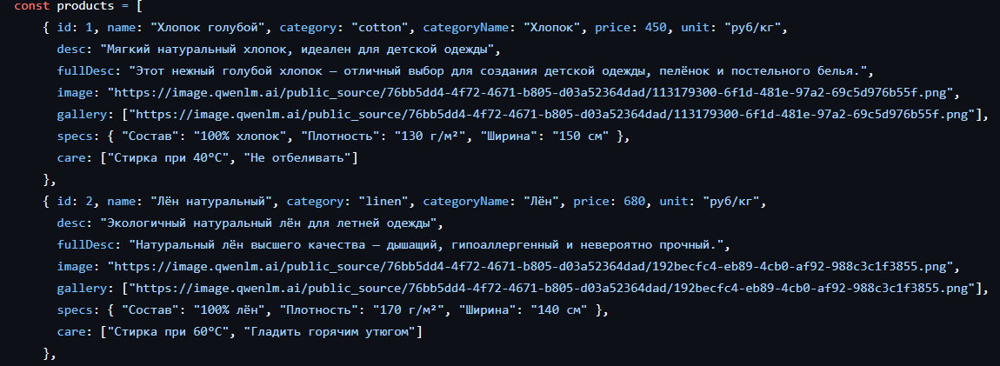 const products = [
{ id: 1, name: "Хлопок голубой", category: "cotton", categoryName: "Хлопок", price: 450, unit: "руб/кг",
desc: "Мягкий натуральный хлопок, идеален для детской одежды",
fullDesc: "Этот нежный голубой хлопок — отличный выбор для создания детской одежды, пелёнок и постельного белья.",
image: "https://image.qwenlm.ai/public_source/76bb5dd4-4f72-4671-b805-d03a52364dad/113179300-6f1d-481e-97a2-69c5d976b55f.png",
gallery: ["https://image.qwenlm.ai/public_source/76bb5dd4-4f72-4671-b805-d03a52364dad/113179300-6f1d-481e-97a2-69c5d976b55f.png"],
specs: { "Состав": "100% хлопок", "Плотность": "130 г/м²", "Ширина": "150 см" },
care: ["Стирка при 40°C", "Не отбеливать"]
},
{ id: 2, name: "Лён натуральный", category: "linen", categoryName: "Лён", price: 680, unit: "руб/кг",
desc: "Экологичный натуральный лён для летней одежды",
fullDesc: "Натуральный лён высшего качества — дышащий, гипоаллергенный и невероятно прочный.",
image: "https://image.qwenlm.ai/public_source/76bb5dd4-4f72-4671-b805-d03a52364dad/192becfc4-eb89-4cb0-af92-988c3c1f3855.png",
gallery: ["https://image.qwenlm.ai/public_source/76bb5dd4-4f72-4671-b805-d03a52364dad/192becfc4-eb89-4cb0-af92-988c3c1f3855.png"],
specs: { "Состав": "100% лён", "Плотность": "170 г/м²", "Ширина": "140 см" },
care: ["Стирка при 60°C", "Гладить горячим утюгом"]
},